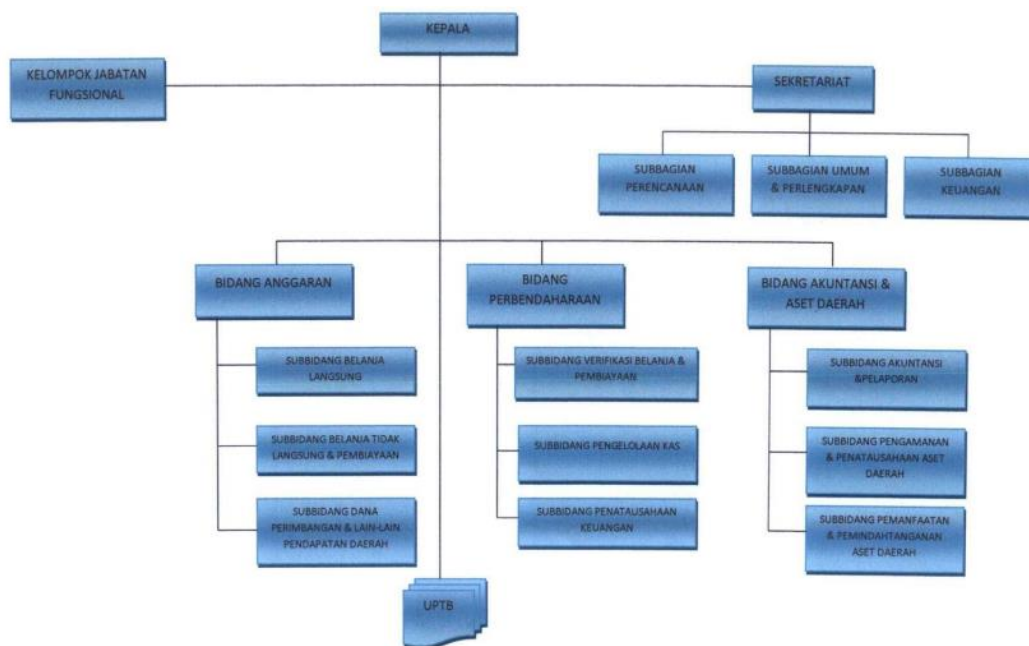 KEPALA
KELOMPOK JABATAN
FUNGSIONAL
SEKRETARIAT
SUBBAGIAN
PERENCANAAN
SUBBAGIAN UMUM
& PERLENGKAPAN
SUBBAGIAN
KEUANGAN
BIDANG ANGGARAN
BIDANG
PERBENDAHARAAN
BIDANG AKUNTANSI &
ASET DAERAH
SUBBIDANG BELANJA
LANGSUNG
SUBBIDANG BELANJA TIDAK
LANGSUNG & PEMBIAYAAN
SUBBIDANG DANA
PERIMBANGAN & LAIN-LAIN
PENDAPATAN DAERAH
SUBBIDANG VERIFIKASI BELANJA &
PEMBIAYAAN
SUBBIDANG PENGELOLAAN KAS
SUBBIDANG PENATAUSAHAAN
KEUANGAN
SUBBIDANG AKUNTANSI
&PELAPORAN
SUBBIDANG PENGAMANAN
& PENATAUSAHAAN ASET
DAERAH
SUBBIDANG PEMANFAATAN
& PEMINDAHTANGANAN
ASET DAERAH
UPTB